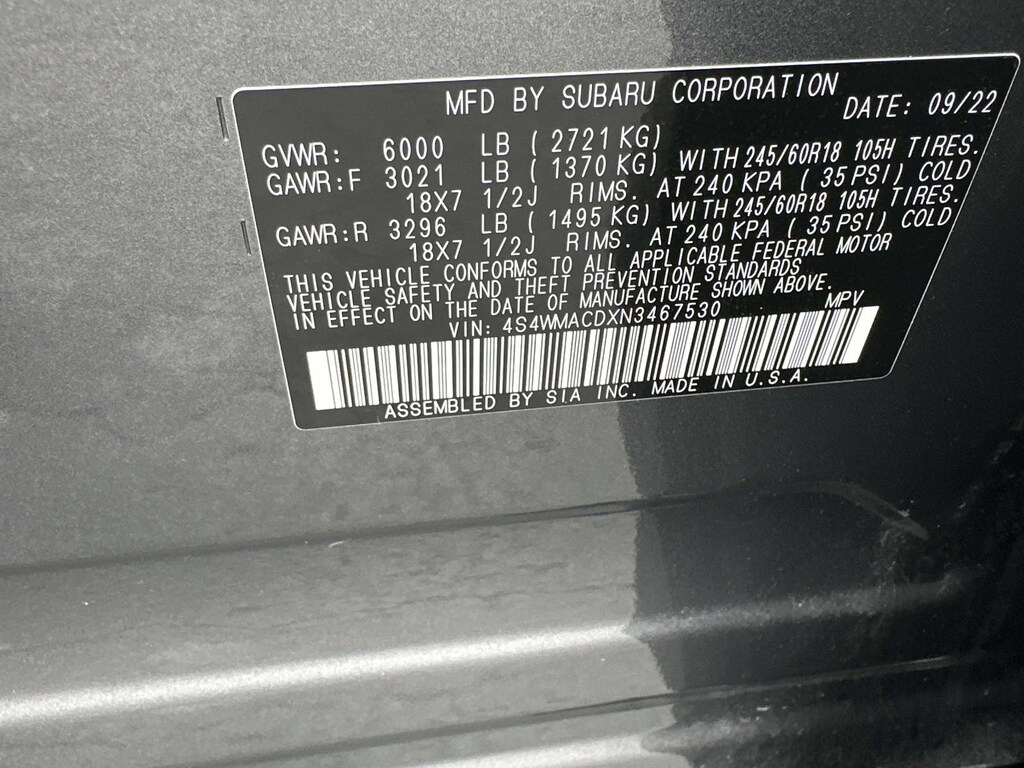 MFD BY SUBARU CORPORATION
DATE: 09/22
GVWR: 6000 LB ( 2721 KG)
GAWR:F 3021 LB ( 1370 KG) WITH 245/60R18 105H TIRES.
18X7 1/2J RIMS. AT 240 KPA ( 35 PSI) COLD
GAWR:R 3296 LB ( 1495 KG) WITH 245/60R18 105H TIRES.
18X7 1/2J RIMS. AT 240 KPA ( 35 PSI) COLD
THIS VEHICLE CONFORMS TO ALL APPLICABLE FEDERAL MOTOR
VEHICLE SAFETY AND THEFT PREVENTION STANDARDS
IN EFFECT ON THE DATE OF MANUFACTURE SHOWN ABOVE.
VIN: 4S4WMACDXN3467530 MPV
ASSEMBLED BY SIA INC. MADE IN U.S.A.